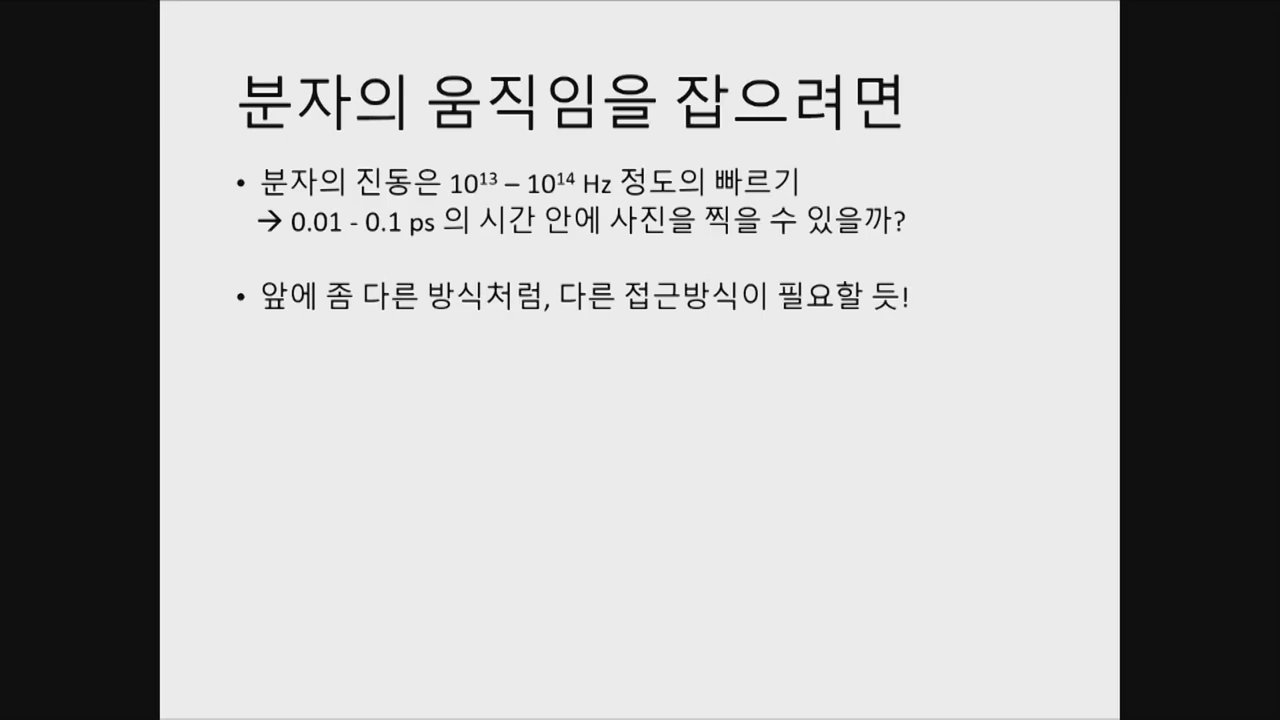 분자의 움직임을 잡으려면
• 분자의 진동은 10¹³ – 10¹⁴ Hz 정도의 빠르기
→ 0.01 - 0.1 ps 의 시간 안에 사진을 찍을 수 있을까?
• 앞에 좀 다른 방식처럼, 다른 접근방식이 필요할 듯!